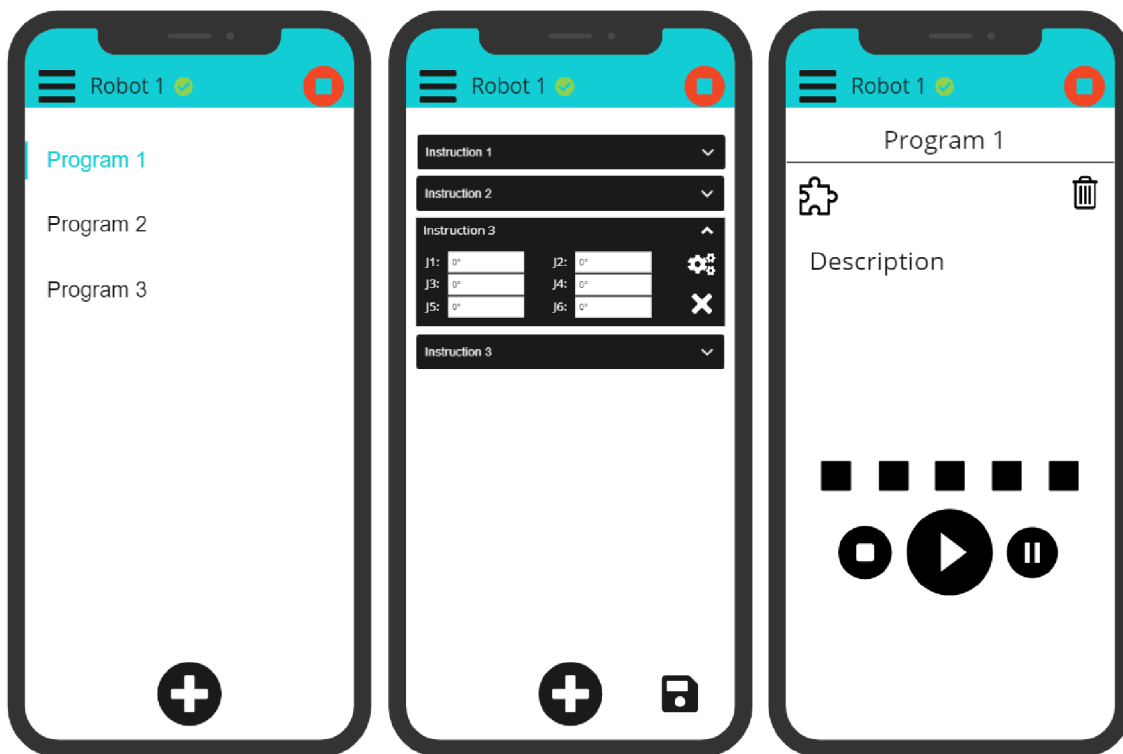 Robot 1
Program 1
Program 2
Program 3
Robot 1
Instruction 1
Instruction 2
Instruction 3
J1: 0° J2: 0°
J3: 0° J4: 0°
J5: 0° J6: 0°
Instruction 3
Robot 1
Program 1
Description